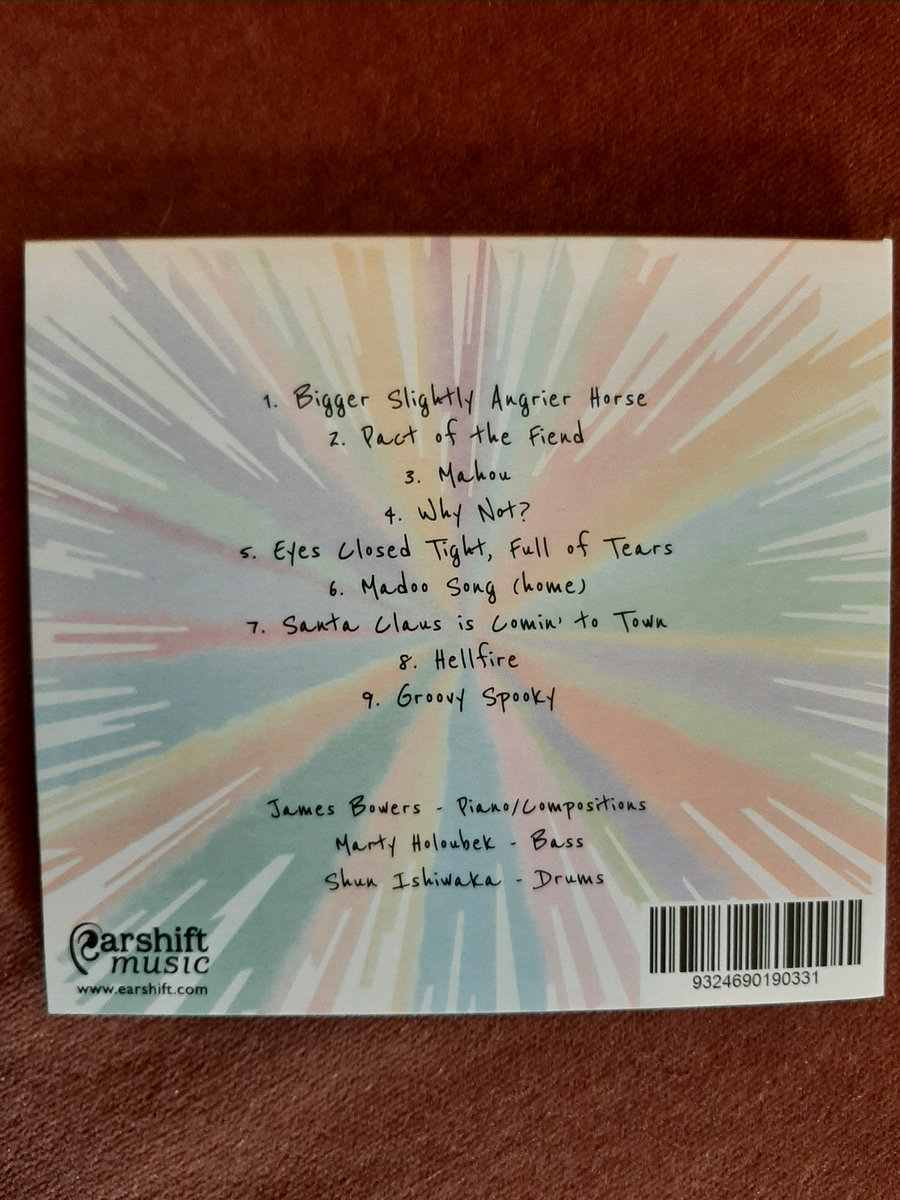 1. Bigger Slightly Angrier Horse
2. Pact of the Fiend
3. Mahou
4. Why Not?
5. Eyes Closed Tight, Full of Tears
6. Madoo Song (home)
7. Santa Claus is Comin' to Town
8. Hellfire
9. Groovy Spooky
James Bowers - Piano/Compositions
Marty Holoubek - Bass
Shun Ishiwaka - Drums
earshift
music
www.earshift.com
9324690190331